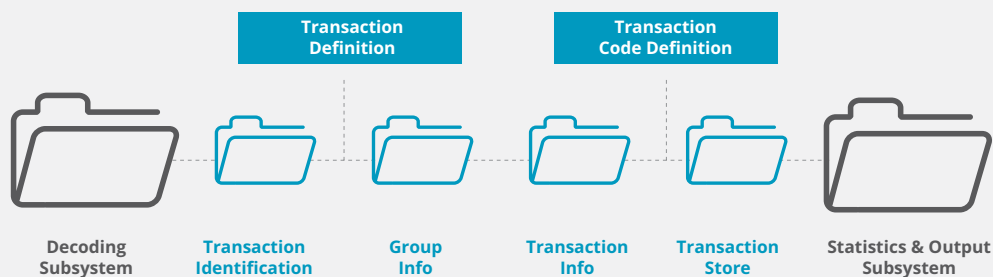 Transaction
Definition
Transaction
Code Definition
Decoding
Subsystem
Transaction
Identification
Group
Info
Transaction
Info
Transaction
Store
Statistics & Output
Subsystem